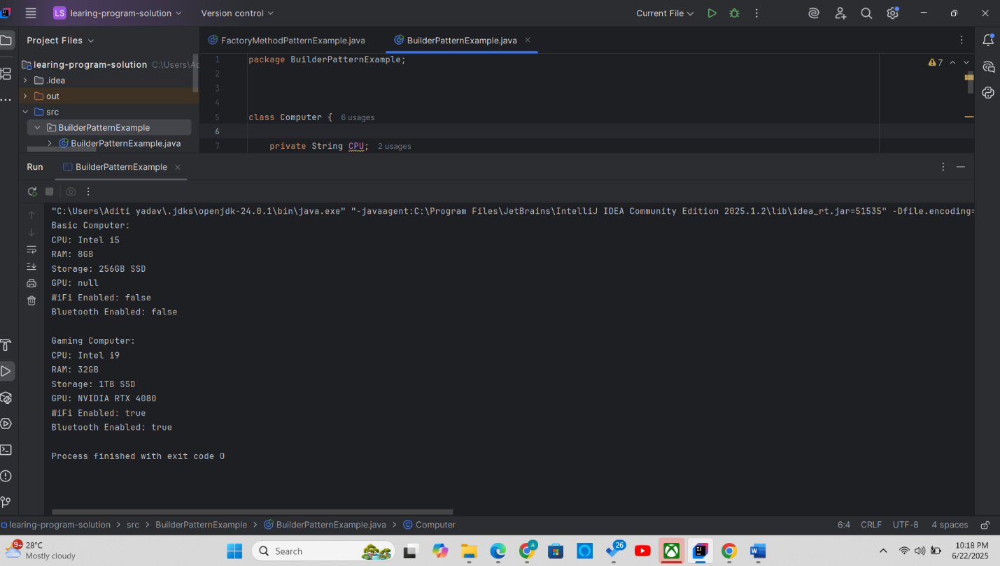 LS learing-program-solution Version control Current File
Project Files
FactoryMethodPatternExample.java BuilderPatternExample.java
learing-program-solution C:\Users\Ad
.idea
out
src
BuilderPatternExample
BuilderPatternExample.java
1 package BuilderPatternExample;
7
2
3
4
5 class Computer { 6 usages
6
7 private String CPU; 2 usages
Run BuilderPatternExample
"C:\Users\Aditi yadav\.jdks\openjdk-24.0.1\bin\java.exe" "-javaagent:C:\Program Files\JetBrains\IntelliJ IDEA Community Edition 2025.1.2\lib\idea_rt.jar=51535" -Dfile.encoding=
Basic Computer:
CPU: Intel i5
RAM: 8GB
Storage: 256GB SSD
GPU: null
WiFi Enabled: false
Bluetooth Enabled: false
Gaming Computer:
CPU: Intel i9
RAM: 32GB
Storage: 1TB SSD
GPU: NVIDIA RTX 4080
WiFi Enabled: true
Bluetooth Enabled: true
Process finished with exit code 0
learing-program-solution > src > BuilderPatternExample > BuilderPatternExample.java > Computer 6:4 CRLF UTF-8 4 spaces
9+ 28°C
Mostly cloudy
Search
A
26
IJ
W
10:18 PM
6/22/2025